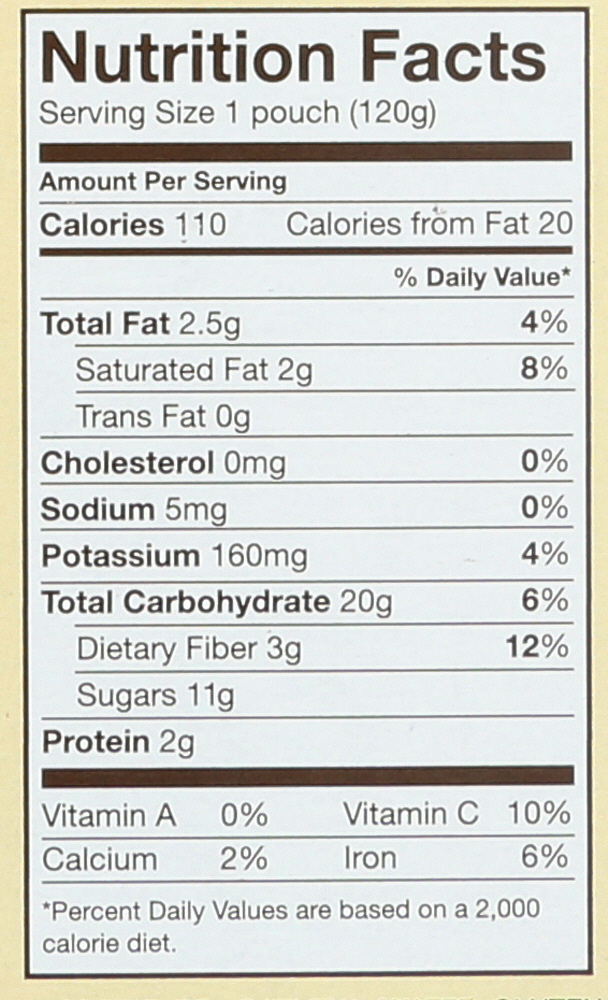 Nutrition Facts
Serving Size 1 pouch (120g)
Amount Per Serving
Calories 110 Calories from Fat 20
% Daily Value*
Total Fat 2.5g 4%
Saturated Fat 2g 8%
Trans Fat 0g
Cholesterol 0mg 0%
Sodium 5mg 0%
Potassium 160mg 4%
Total Carbohydrate 20g 6%
Dietary Fiber 3g 12%
Sugars 11g
Protein 2g
Vitamin A 0% Vitamin C 10%
Calcium 2% Iron 6%
*Percent Daily Values are based on a 2,000
calorie diet.